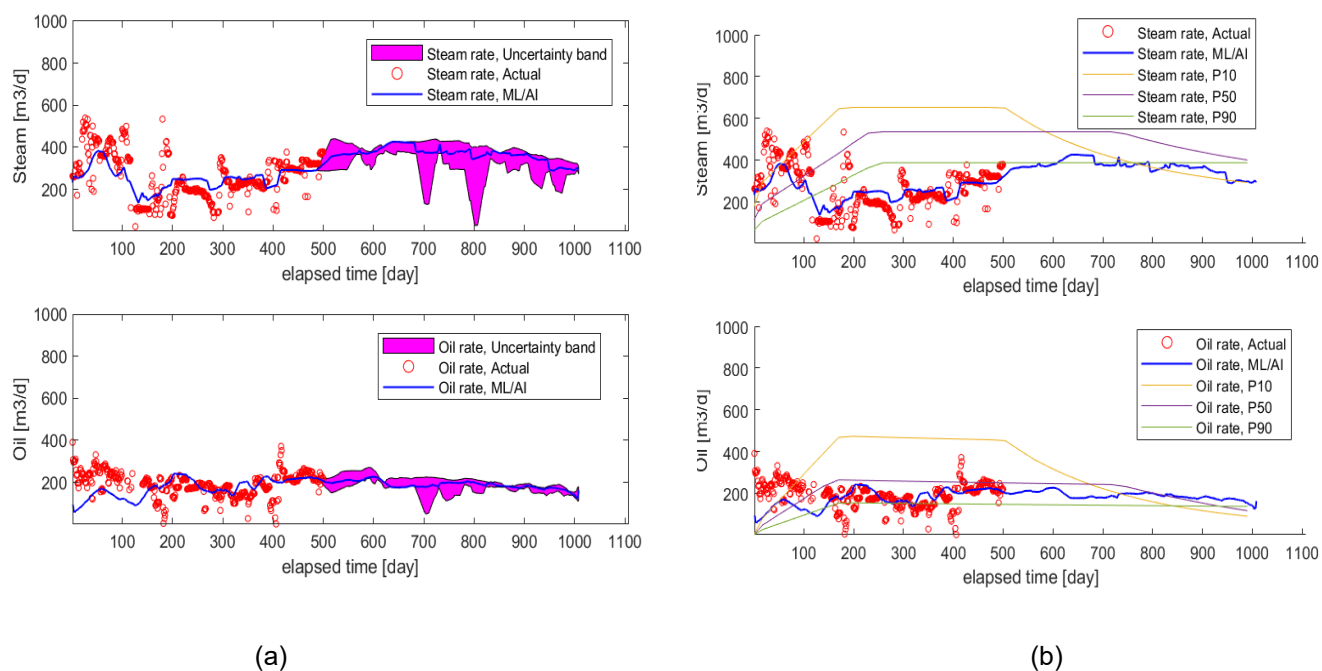 1000
800
600
400
200
Steam [m3/d]
Steam rate, Uncertainty band
Steam rate, Actual
Steam rate, ML/AI
100 200 300 400 500 600 700 800 900 1000 1100
elapsed time [day]
1000
800
600
400
200
Oil [m3/d]
Oil rate, Uncertainty band
Oil rate, Actual
Oil rate, ML/AI
100 200 300 400 500 600 700 800 900 1000 1100
elapsed time [day]
(a)
1000
800
600
400
200
Steam [m3/d]
Steam rate, Actual
Steam rate, ML/AI
Steam rate, P10
Steam rate, P50
Steam rate, P90
100 200 300 400 500 600 700 800 900 1000 1100
elapsed time [day]
1000
800
600
400
200
Oil [m3/d]
Oil rate, Actual
Oil rate, ML/AI
Oil rate, P10
Oil rate, P50
Oil rate, P90
100 200 300 400 500 600 700 800 900 1000 1100
elapsed time [day]
(b)